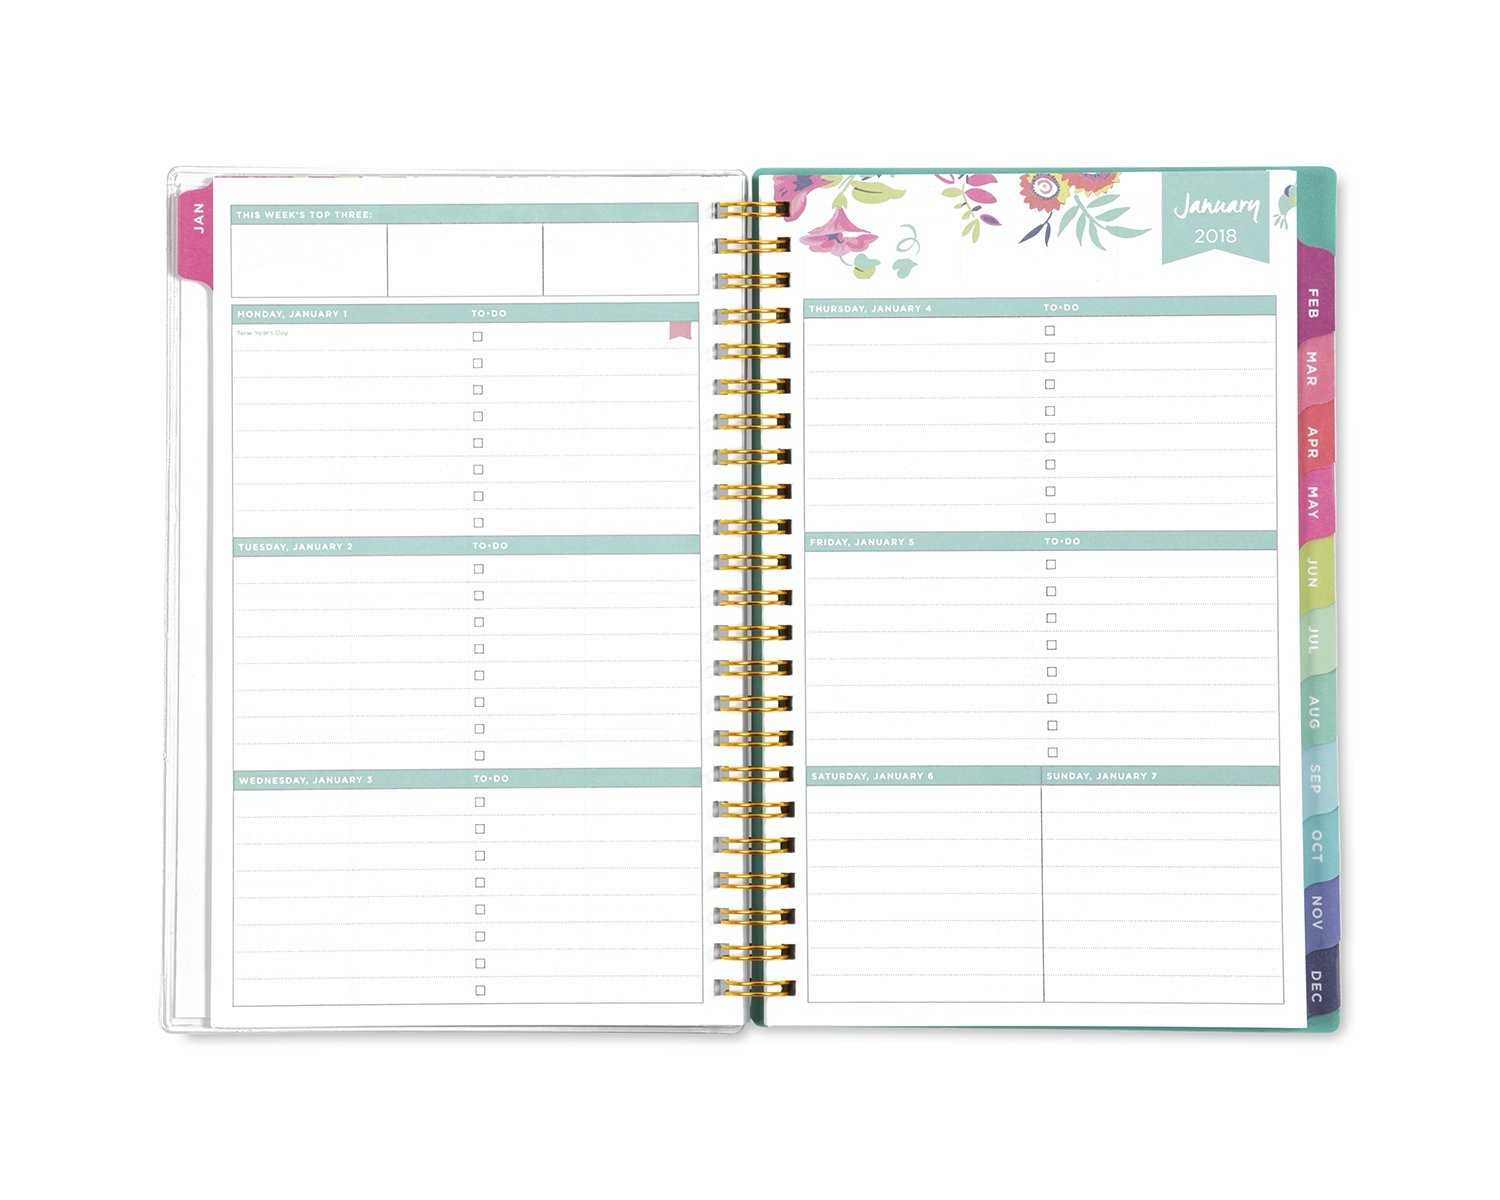 JAN
THIS WEEK'S TOP THREE:
MONDAY, JANUARY 1 TO-DO
New Year's Day
TUESDAY, JANUARY 2 TO-DO
WEDNESDAY, JANUARY 3 TO-DO
January
2018
THURSDAY, JANUARY 4 TO-DO
FRIDAY, JANUARY 5 TO-DO
SATURDAY, JANUARY 6 SUNDAY, JANUARY 7
FEB
MAR
APR
MAY
JUN
JUL
AUG
SEP
OCT
NOV
DEC